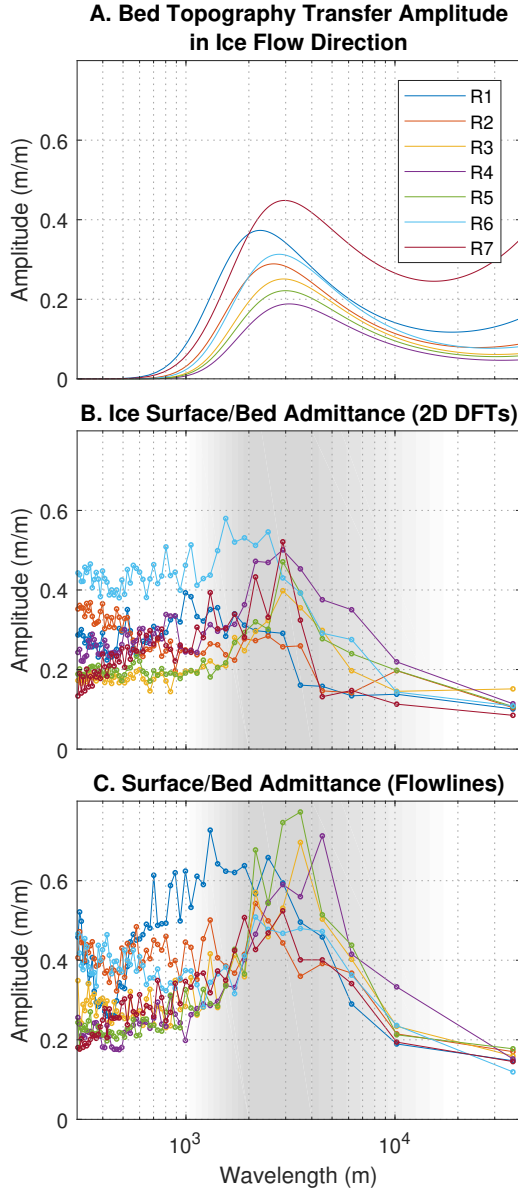 A. Bed Topography Transfer Amplitude
in Ice Flow Direction
Amplitude (m/m)
0.6
0.4
0.2
0
R1
R2
R3
R4
R5
R6
R7
B. Ice Surface/Bed Admittance (2D DFTs)
Amplitude (m/m)
0.6
0.4
0.2
0
C. Surface/Bed Admittance (Flowlines)
Amplitude (m/m)
0.6
0.4
0.2
0
10³
10⁴
Wavelength (m)